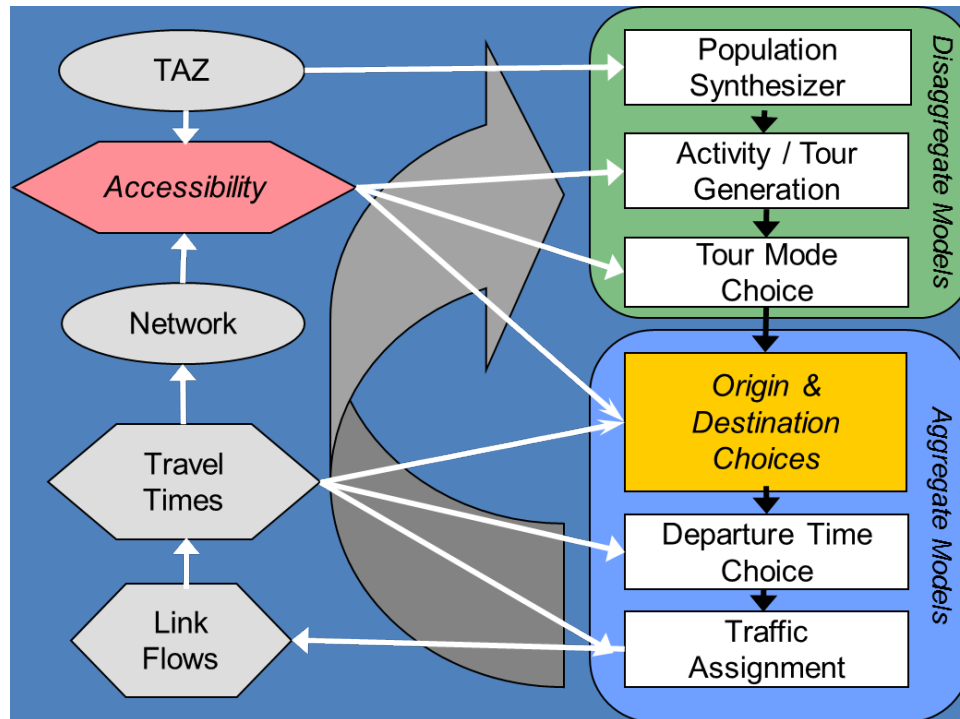 TAZ
Accessibility
Network
Travel
Times
Link
Flows
Population
Synthesizer
Activity / Tour
Generation
Tour Mode
Choice
Disaggregate Models
Origin &
Destination
Choices
Departure Time
Choice
Traffic
Assignment
Aggregate Models